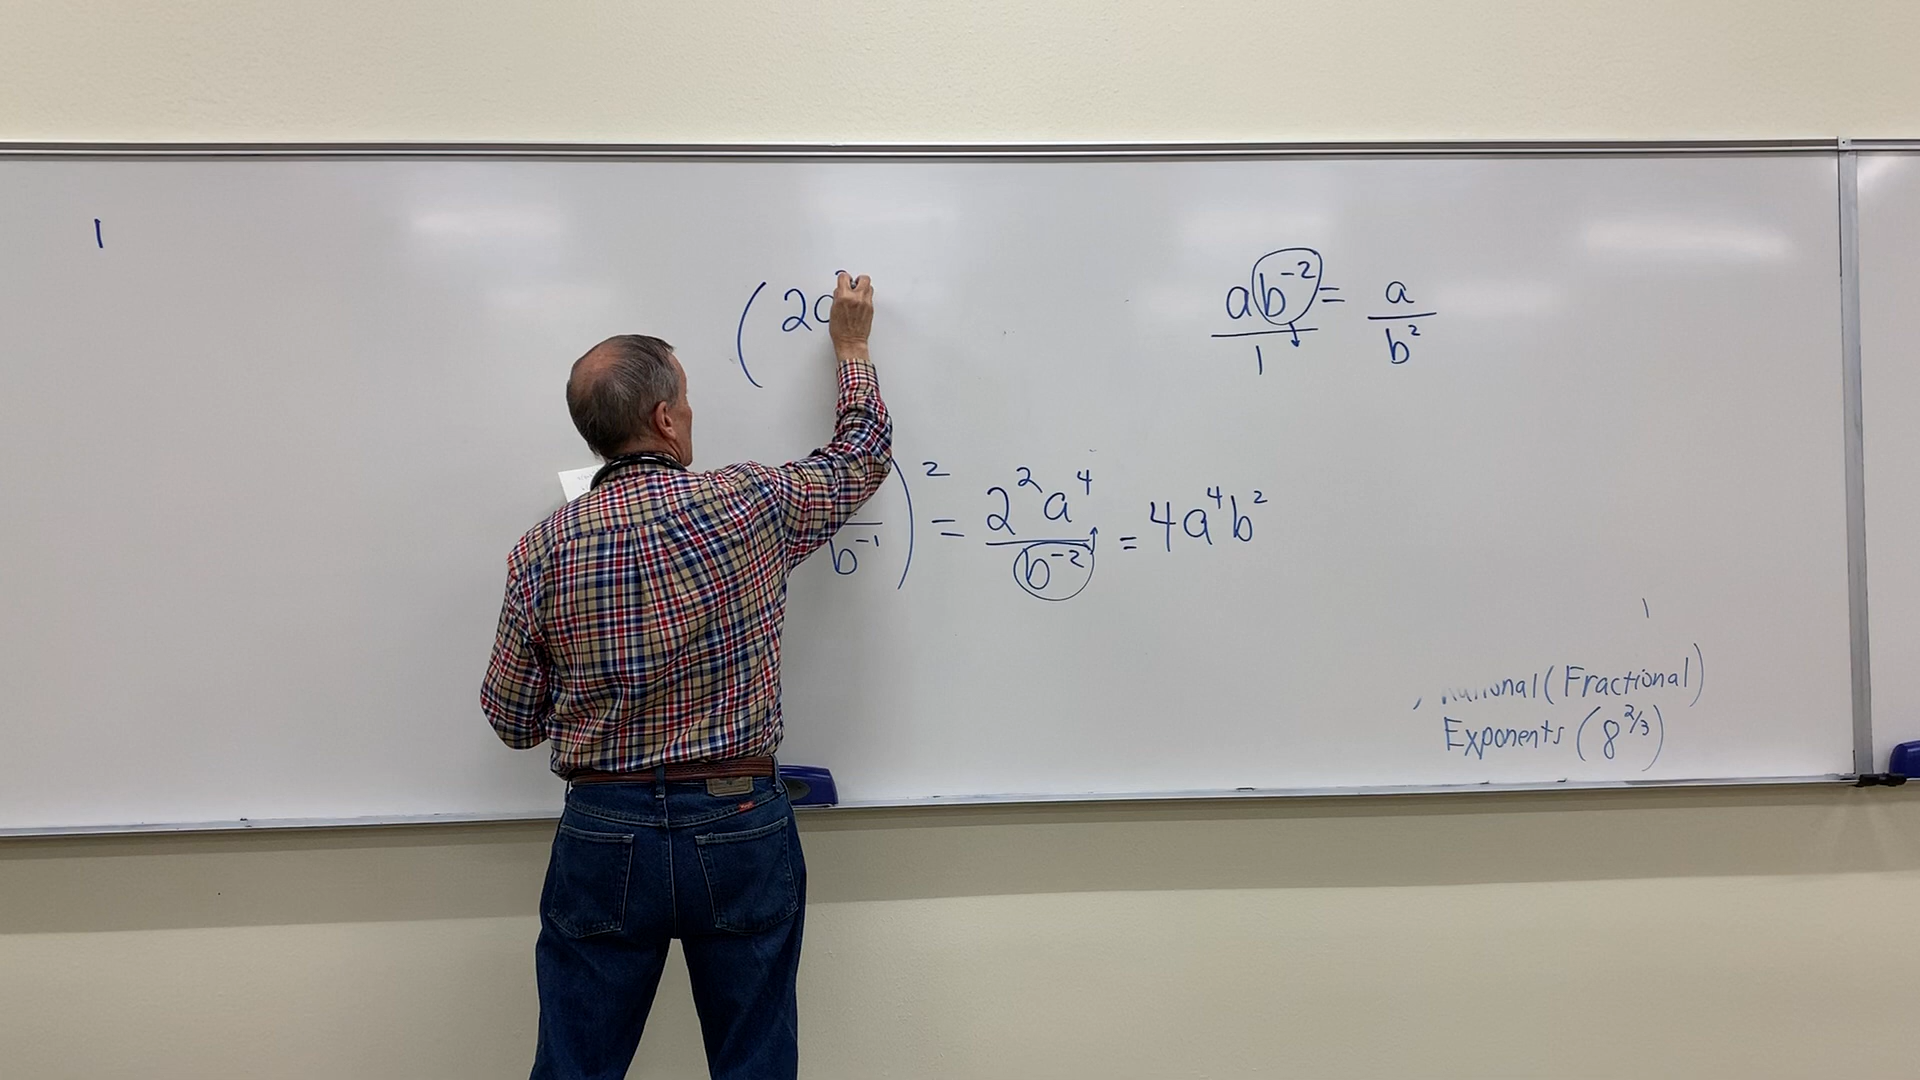 1
(2a
ab⁻² / 1 = a / b²
b⁻¹ )² = 2²a⁴ / b⁻² = 4a⁴b²
(Fractional)
Exponents (8^2/3)